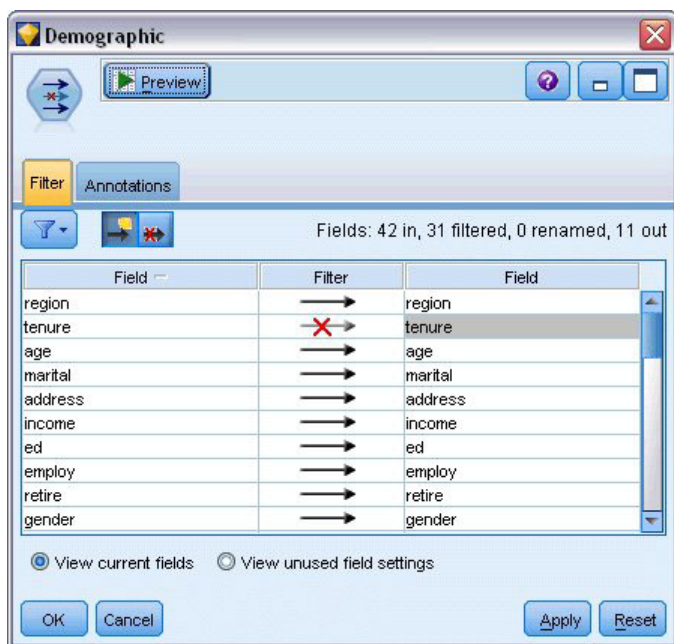 Demographic
Preview
Filter Annotations
Fields: 42 in, 31 filtered, 0 renamed, 11 out
Field Filter Field
region region
tenure tenure
age age
marital marital
address address
income income
ed ed
employ employ
retire retire
gender gender
View current fields View unused field settings
OK Cancel Apply Reset